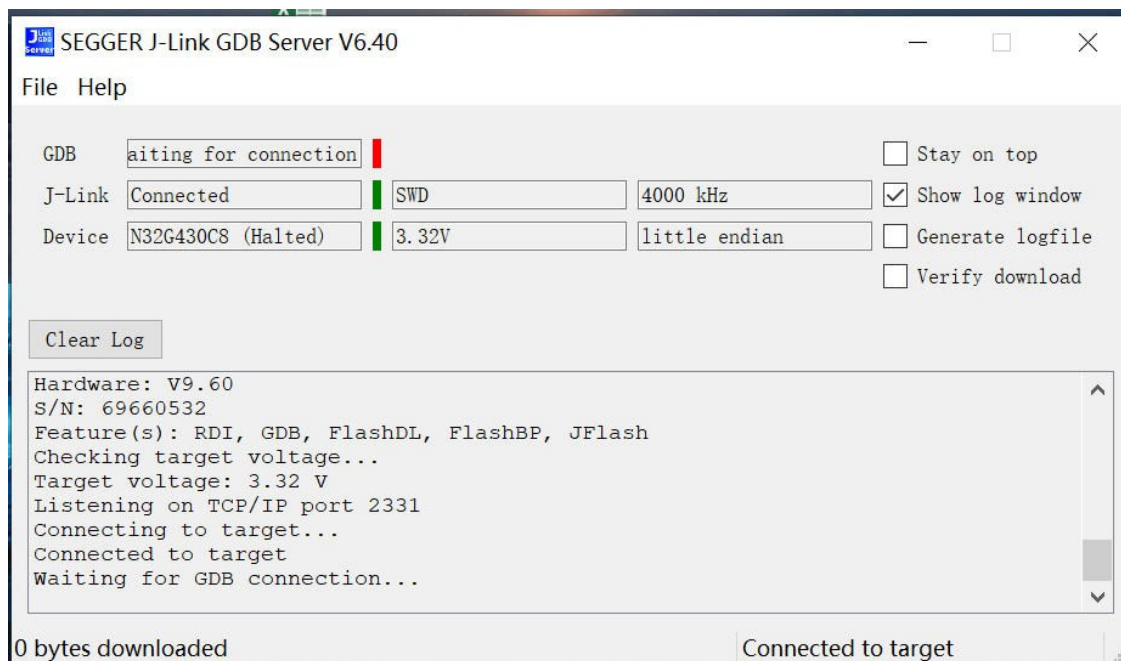 SEGGER J-Link GDB Server V6.40
File Help
GDB aiting for connection Stay on top
J-Link Connected SWD 4000 kHz Show log window
Device N32G430C8 (Halted) 3.32V little endian Generate logfile
Verify download
Clear Log
Hardware: V9.60
S/N: 69660532
Feature(s): RDI, GDB, FlashDL, FlashBP, JFlash
Checking target voltage...
Target voltage: 3.32 V
Listening on TCP/IP port 2331
Connecting to target...
Connected to target
Waiting for GDB connection...
0 bytes downloaded Connected to target